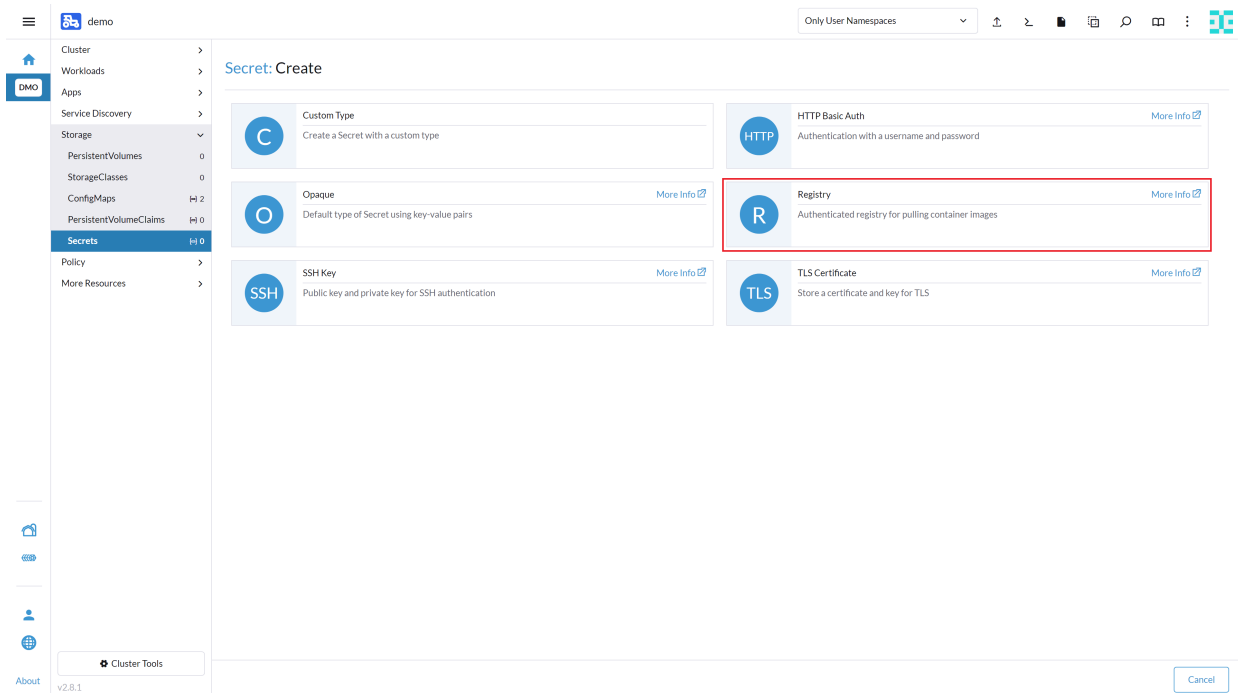 demo
Only User Namespaces
DMO
Cluster
Workloads
Apps
Service Discovery
Storage
PersistentVolumes 0
StorageClasses 0
ConfigMaps 2
PersistentVolumeClaims 0
Secrets 0
Policy
More Resources
Cluster Tools
About
v2.8.1
Secret: Create
C
Custom Type
Create a Secret with a custom type
HTTP
HTTP Basic Auth
More Info
Authentication with a username and password
O
Opaque
More Info
Default type of Secret using key-value pairs
R
Registry
More Info
Authenticated registry for pulling container images
SSH
SSH Key
More Info
Public key and private key for SSH authentication
TLS
TLS Certificate
More Info
Store a certificate and key for TLS
Cancel